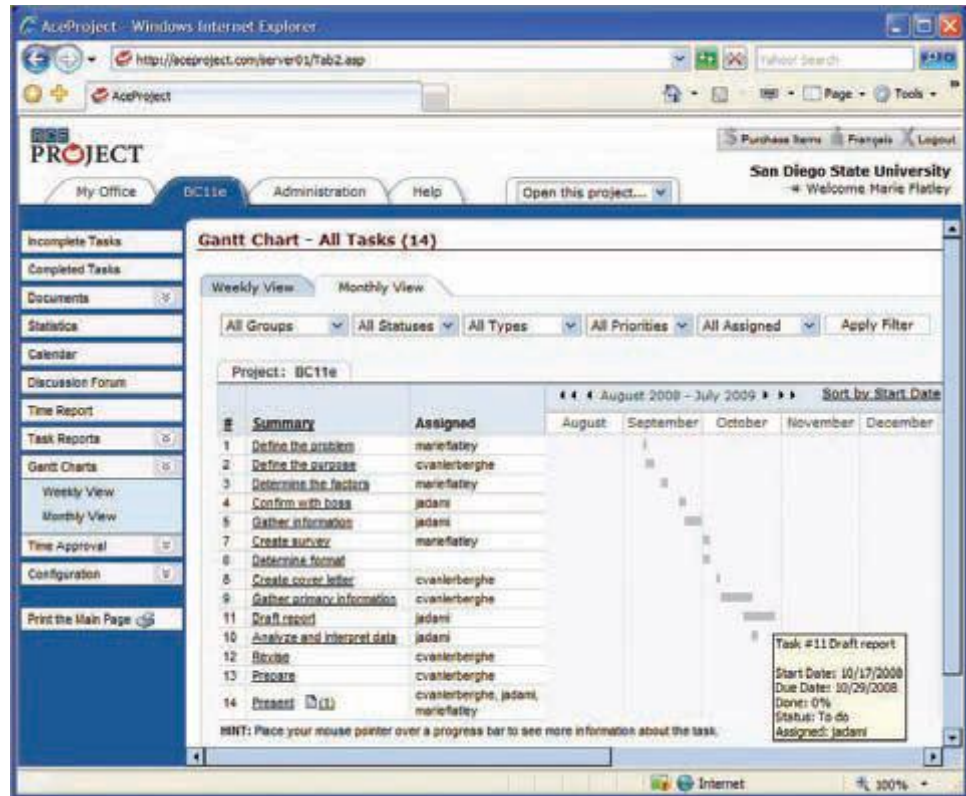 AceProject - Windows Internet Explorer
http://aceproject.com/server01/Tab2.asp
Yahoo! Search
AceProject
Page
Tools
ACE PROJECT
Purchase Items Français Logout
San Diego State University
Welcome Marie Flatley
My Office BC11e Administration Help Open this project...
Incomplete Tasks
Completed Tasks
Documents
Statistics
Calendar
Discussion Forum
Time Report
Task Reports
Gantt Charts
Weekly View
Monthly View
Time Approval
Configuration
Print the Main Page
Gantt Chart - All Tasks (14)
Weekly View Monthly View
All Groups All Statuses All Types All Priorities All Assigned Apply Filter
Project: BC11e
August 2008 - July 2009 Sort by Start Date
# Summary Assigned August September October November December
1 Define the problem marieflatley
2 Define the purpose cvanlerberghe
3 Determine the factors marieflatley
4 Confirm with boss jadami
5 Gather information jadami
7 Create survey marieflatley
6 Determine format
8 Create cover letter cvanlerberghe
9 Gather primary information cvanlerberghe
11 Draft report jadami
10 Analyze and interpret data jadami
12 Revise cvanlerberghe
13 Prepare cvanlerberghe
14 Present (1) cvanlerberghe, jadami,
marieflatley
Task #11 Draft report
Start Date: 10/17/2008
Due Date: 10/29/2008
Done: 0%
Status: To do
Assigned: jadami
HINT: Place your mouse pointer over a progress bar to see more information about the task.
Internet 100%